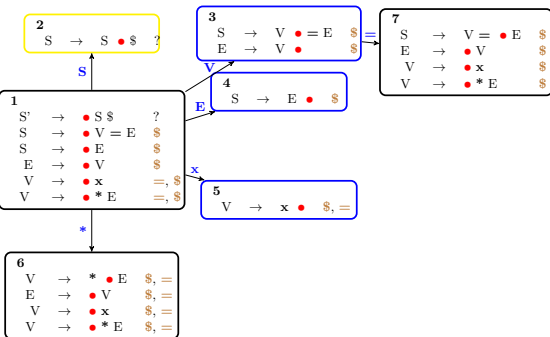 2
S → S • $ ?
3
S → V • = E $
E → V • $
=
7
S → V = • E $
E → • V $
V → • x $
V → • * E $
S
V
4
S → E • $
E
1
S' → • S $ ?
S → • V = E $
S → • E $
E → • V $
V → • x =, $
V → • * E =, $
x
5
V → x • $, =
*
6
V → * • E $, =
E → • V $, =
V → • x $, =
V → • * E $, =